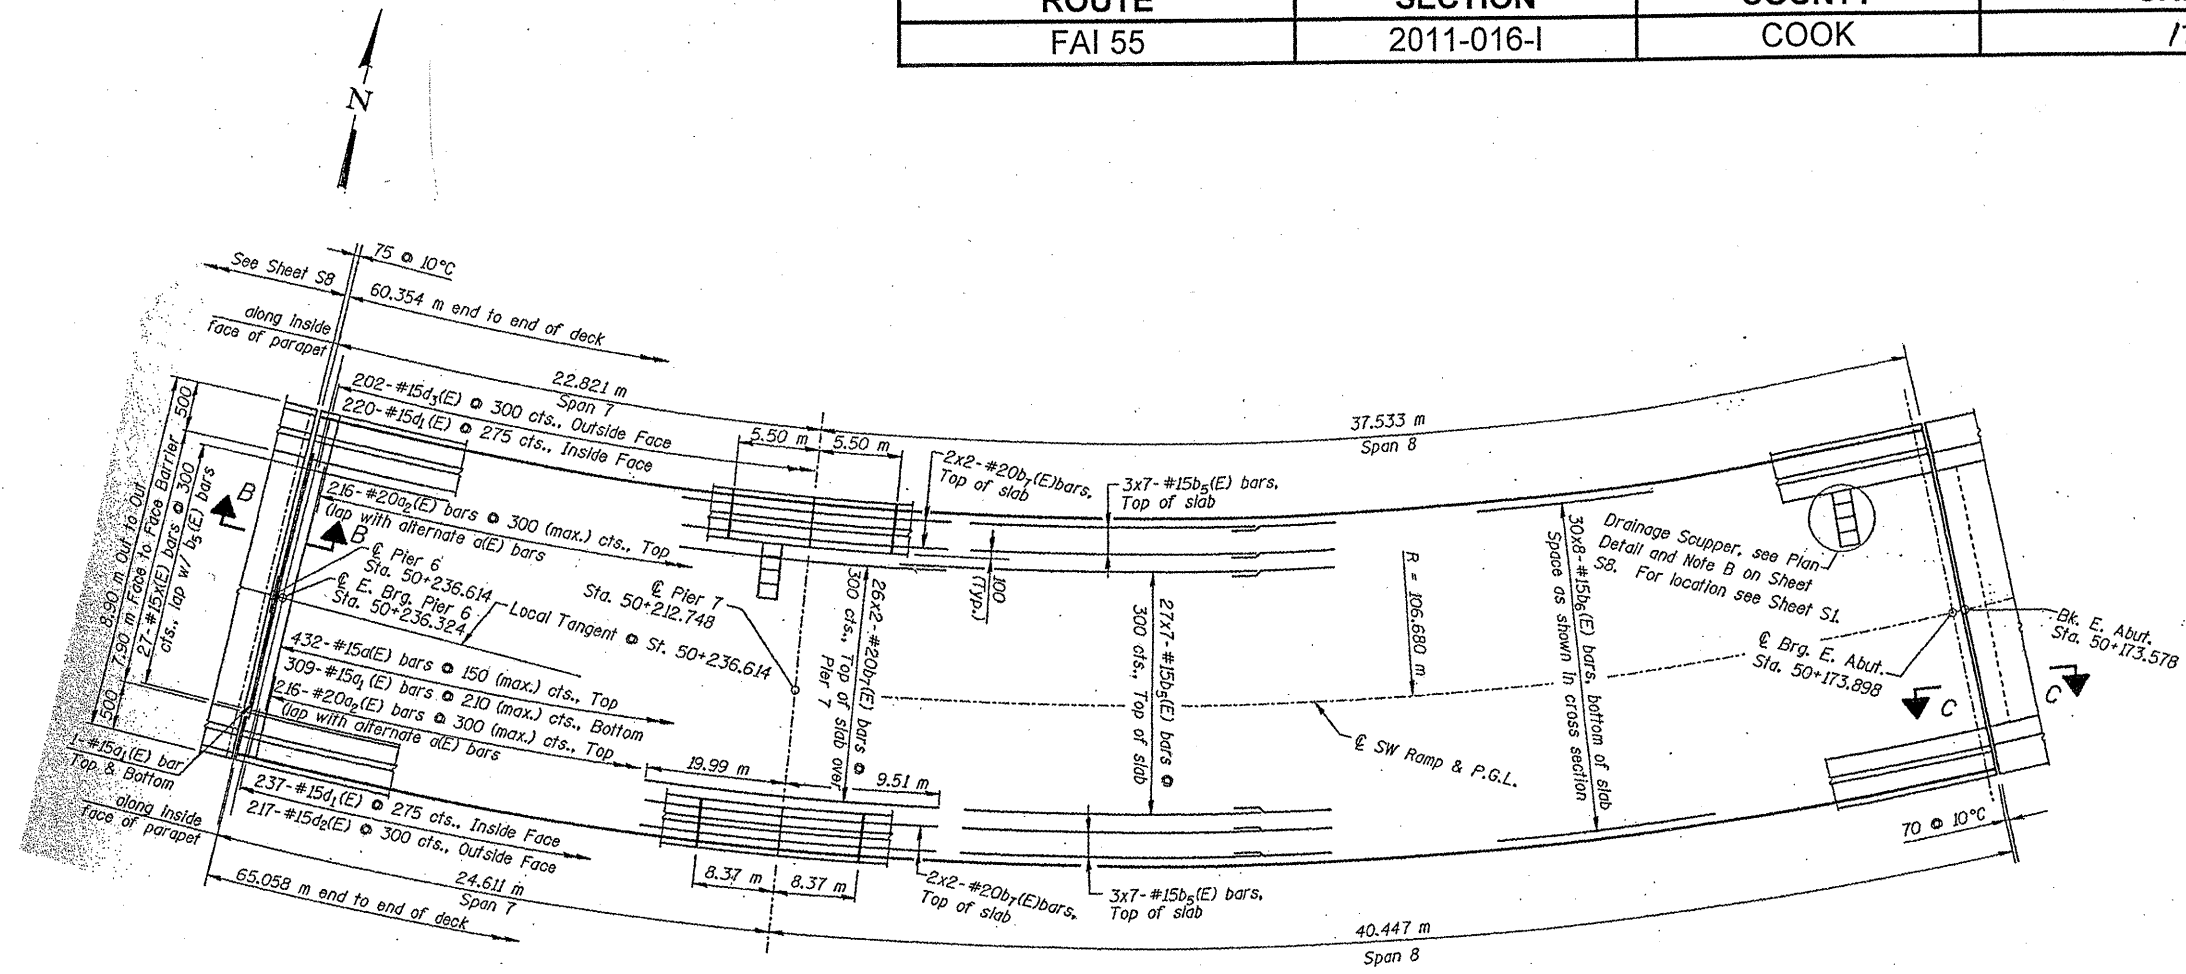 ROUTE
SECTION
COUNTY
FAI 55
2011-016-I
COOK
N
75 @ 10°C
See Sheet S8
60.354 m end to end of deck
along inside
face of parapet
22.821 m
Span 7
37.533 m
Span 8
202-#15d3(E) @ 300 cts., Outside Face
220-#15d1(E) @ 275 cts., Inside Face
5.50 m
5.50 m
2x2-#20b7(E)bars,
Top of slab
3x7-#15b5(E) bars,
Top of slab
500
8.90 m Out to Out
7.90 m Face to Face Barrier
27-#15x(E) bars @ 300
cts., lap w/ b5(E) bars
500
B
B
216-#20a2(E) bars @ 300 (max.) cts., Top
(lap with alternate a(E) bars
℄ Pier 6
Sta. 50+236.614
℄ E. Brg. Pier 6
Sta. 50+236.324
Local Tangent @ St. 50+236.614
℄ Pier 7
Sta. 50+212.748
26x2-#20b7(E) bars @
300 cts., Top of slab over
Pier 7
100
(Typ.)
27x7-#15b5(E) bars @
300 cts., Top of slab
R = 106.680 m
30x8-#15b6(E) bars, bottom of slab
Space as shown in cross section
Drainage Scupper, see Plan
Detail and Note B on Sheet
S8. For location see Sheet S1.
℄ Brg. E. Abut.
Sta. 50+173.898
Bk. E. Abut.
Sta. 50+173.578
C
C
432-#15a(E) bars @ 150 (max.) cts., Top
309-#15a1(E) bars @ 210 (max.) cts., Bottom
216-#20a2(E) bars @ 300 (max.) cts., Top
(lap with alternate a(E) bars
℄ SW Ramp & P.G.L.
19.99 m
9.51 m
1-#15a1(E) bar
Top & Bottom
along inside
face of parapet
237-#15d1(E) @ 275 cts., Inside Face
217-#15d2(E) @ 300 cts., Outside Face
8.37 m
8.37 m
2x2-#20b7(E)bars,
Top of slab
3x7-#15b5(E) bars,
Top of slab
70 @ 10°C
24.611 m
Span 7
65.058 m end to end of deck
40.447 m
Span 8